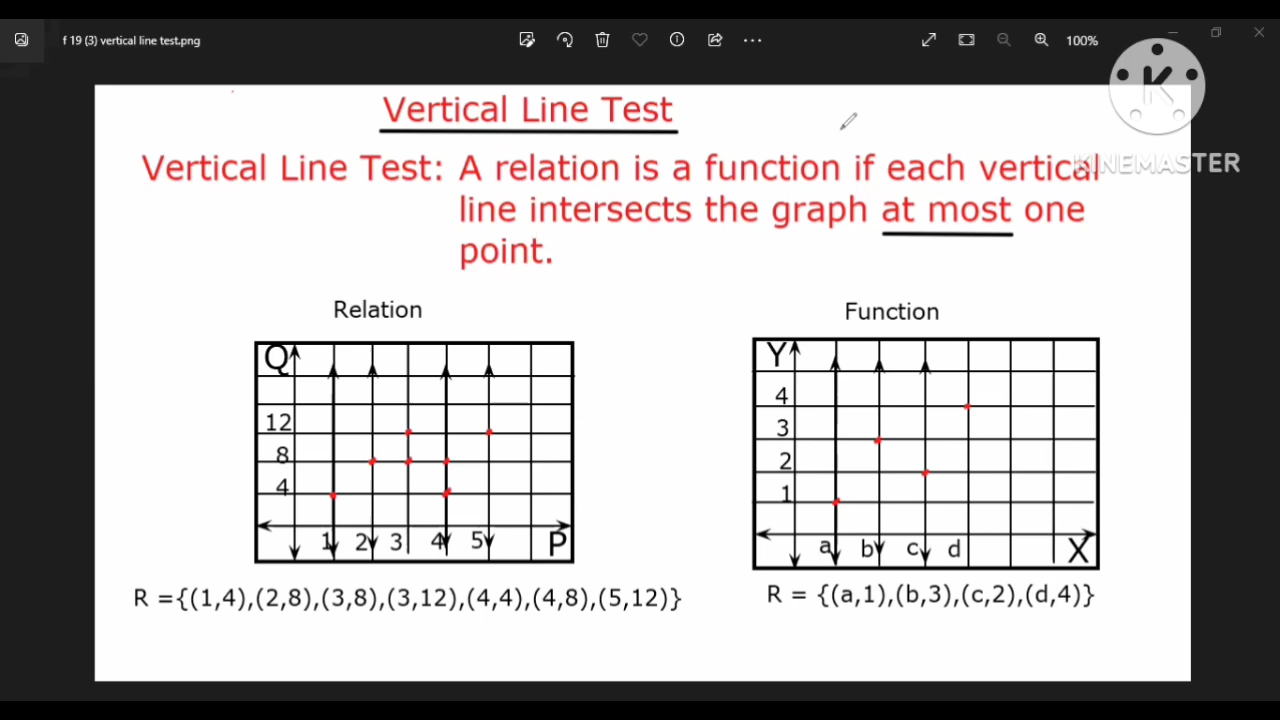 f 19 (3) vertical line test.png
100%
K
KINEMASTER
Vertical Line Test
Vertical Line Test: A relation is a function if each vertical
line intersects the graph at most one
point.
Relation
Q
12
8
4
1 2 3 4 5 P
R ={(1,4),(2,8),(3,8),(3,12),(4,4),(4,8),(5,12)}
Function
Y
4
3
2
1
a b c d X
R = {(a,1),(b,3),(c,2),(d,4)}